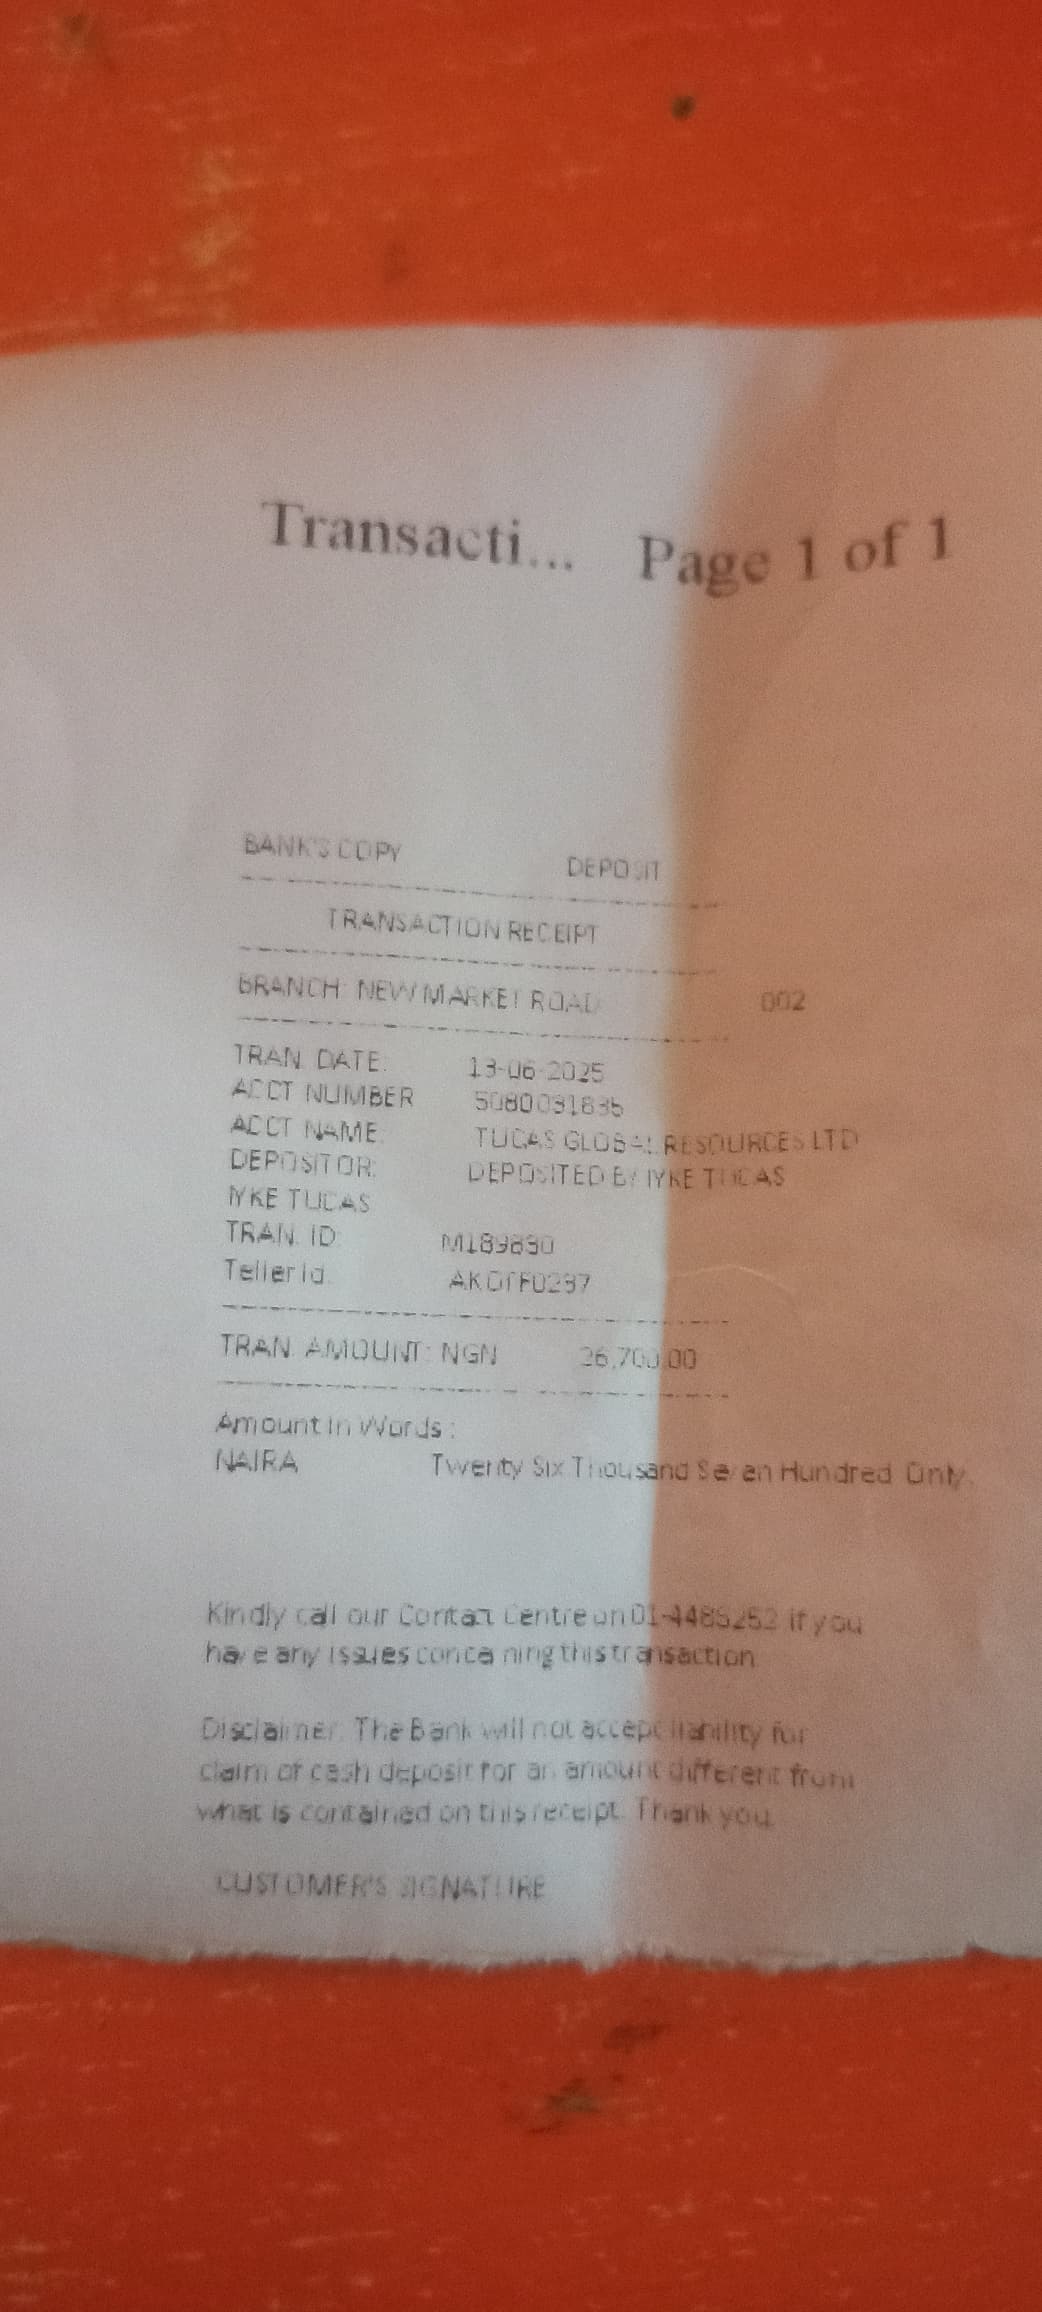 Transacti... Page 1 of 1
BANK'S COPY DEPOSIT
TRANSACTION RECEIPT
BRANCH: NEW MARKET ROAD 002
TRAN. DATE: 13-06-2025
ACCT NUMBER
ACCT NAME: TUCAS GLOBAL RESOURCES LTD
DEPOSITOR: DEPOSITED BY IYKE TUCAS
IYKE TUCAS
TRAN. ID:
Teller Id.
TRAN. AMOUNT: NGN 26,700.00
Amount In Words :
NAIRA Twenty Six Thousand Seven Hundred Only.
Kindly call our Contact Centre on if you
have any issues concerning this transaction
Disclaimer: The Bank will not accept liability for
claim of cash deposit for an amount different from
what is contained on this receipt. Thank you.
CUSTOMER'S SIGNATURE